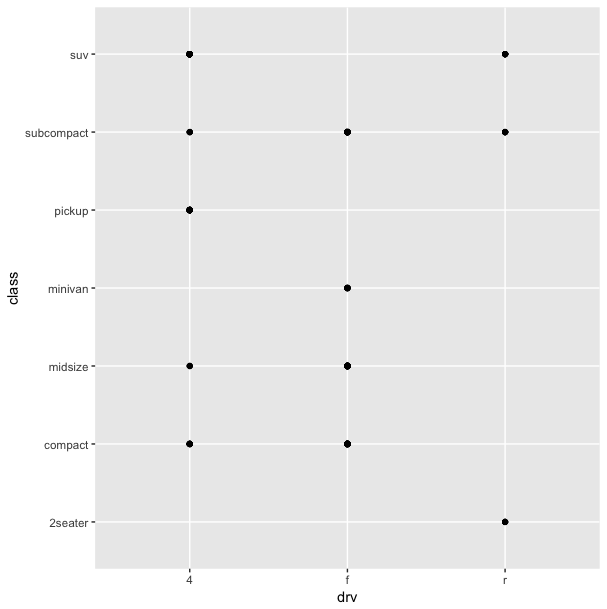 suv
subcompact
pickup
minivan
midsize
compact
2seater
class
4 f r
drv